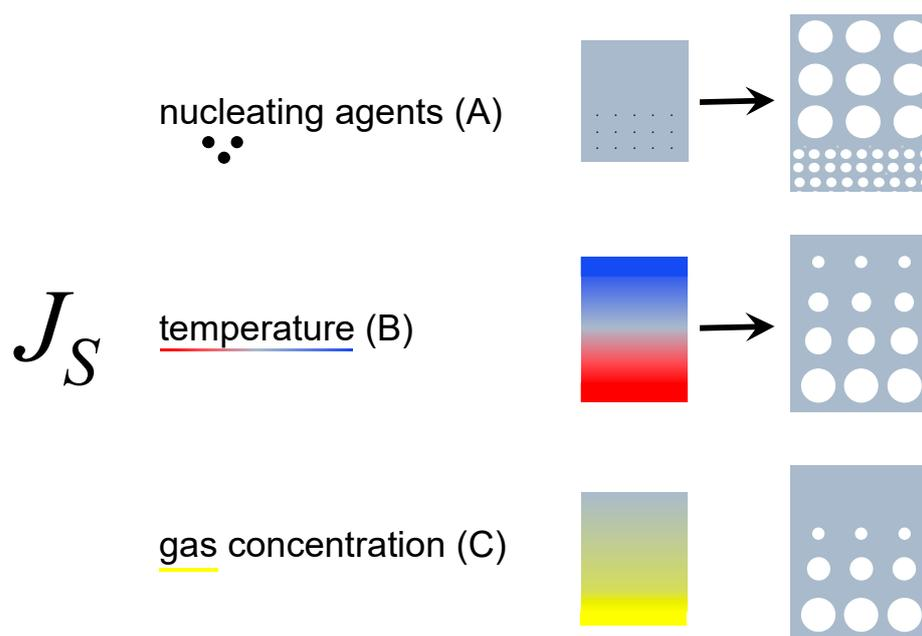 nucleating agents (A)
J_S
temperature (B)
gas concentration (C)